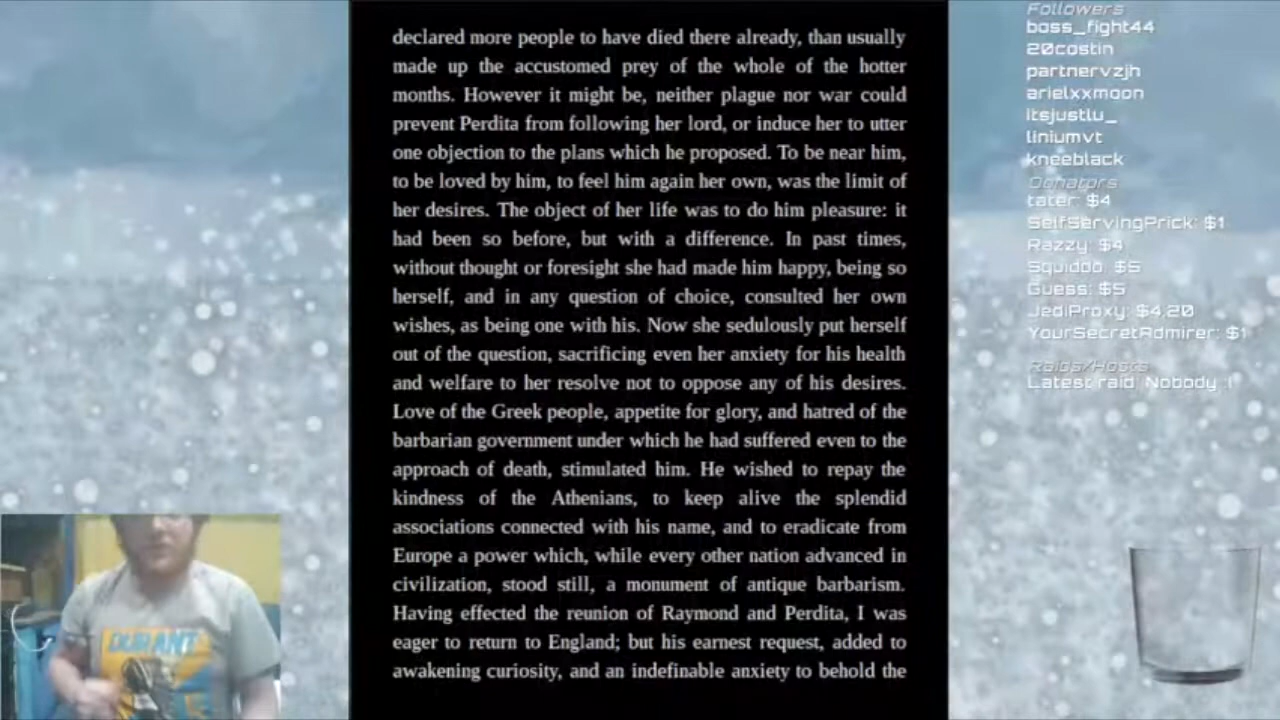 declared more people to have died there already, than usually
made up the accustomed prey of the whole of the hotter
months. However it might be, neither plague nor war could
prevent Perdita from following her lord, or induce her to utter
one objection to the plans which he proposed. To be near him,
to be loved by him, to feel him again her own, was the limit of
her desires. The object of her life was to do him pleasure: it
had been so before, but with a difference. In past times,
without thought or foresight she had made him happy, being so
herself, and in any question of choice, consulted her own
wishes, as being one with his. Now she sedulously put herself
out of the question, sacrificing even her anxiety for his health
and welfare to her resolve not to oppose any of his desires.
Love of the Greek people, appetite for glory, and hatred of the
barbarian government under which he had suffered even to the
approach of death, stimulated him. He wished to repay the
kindness of the Athenians, to keep alive the splendid
associations connected with his name, and to eradicate from
Europe a power which, while every other nation advanced in
civilization, stood still, a monument of antique barbarism.
Having effected the reunion of Raymond and Perdita, I was
eager to return to England; but his earnest request, added to
awakening curiosity, and an indefinable anxiety to behold the
Followers
boss_fight44
20costin
partnervzjh
arielxxmoon
itsjustlu_
liniumvt
kneeblack
Donators
tater: $4
SelfServingPrick: $1
Razzy: $4
Squidoo: $5
Guess: $5
JediProxy: $4.20
YourSecretAdmirer: $1
Raids/Hosts
Latest raid: Nobody :(
DURANT